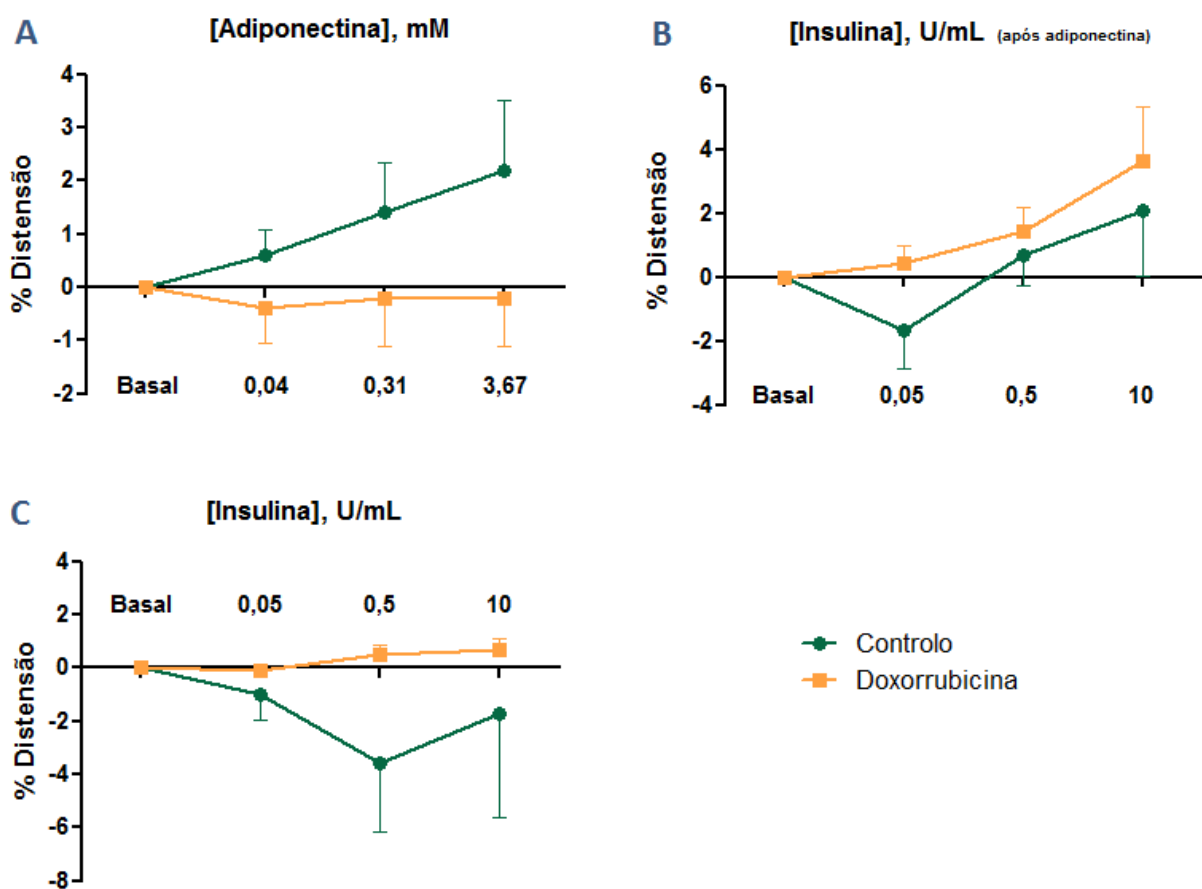 A
[Adiponectina], mM
% Distensão
4
3
2
1
0
-1
-2
Basal 0,04 0,31 3,67
B
[Insulina], U/mL (após adiponectina)
% Distensão
6
4
2
0
-2
-4
Basal 0,05 0,5 10
C
[Insulina], U/mL
% Distensão
4
2
0
-2
-4
-6
-8
Basal 0,05 0,5 10
Controlo
Doxorrubicina